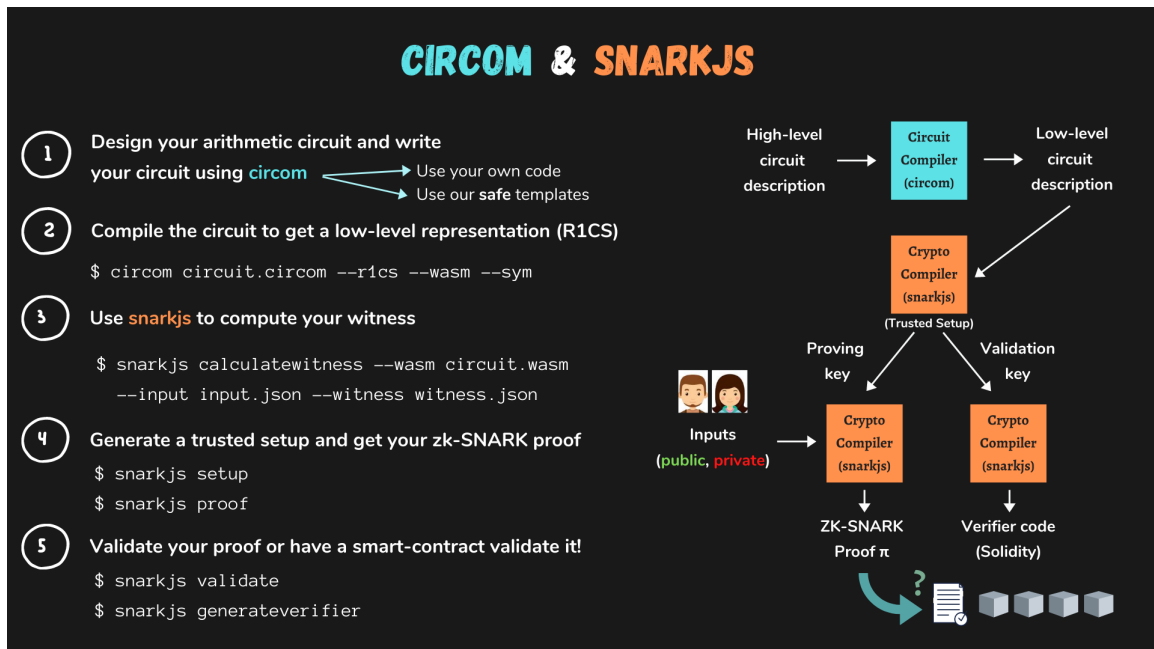 CIRCOM & SNARKJS
1
Design your arithmetic circuit and write
your circuit using circom
Use your own code
Use our safe templates
2
Compile the circuit to get a low-level representation (R1CS)
$ circom circuit.circom --r1cs --wasm --sym
3
Use snarkjs to compute your witness
$ snarkjs calculatewitness --wasm circuit.wasm
--input input.json --witness witness.json
4
Generate a trusted setup and get your zk-SNARK proof
$ snarkjs setup
$ snarkjs proof
5
Validate your proof or have a smart-contract validate it!
$ snarkjs validate
$ snarkjs generateverifier
High-level
circuit
description
Circuit
Compiler
(circom)
Low-level
circuit
description
Crypto
Compiler
(snarkjs)
(Trusted Setup)
Proving
key
Validation
key
Inputs
(public, private)
Crypto
Compiler
(snarkjs)
Crypto
Compiler
(snarkjs)
ZK-SNARK
Proof π
Verifier code
(Solidity)
?